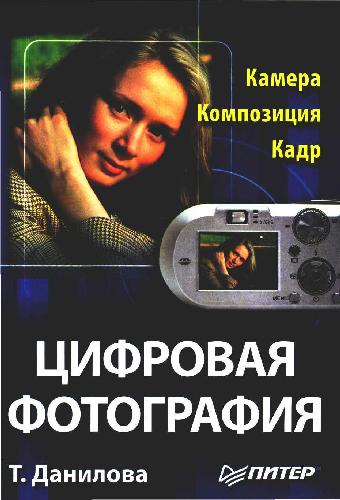 Камера
Композиция
Кадр
ЦИФРОВАЯ
ФОТОГРАФИЯ
Т. Данилова
ПИТЕР